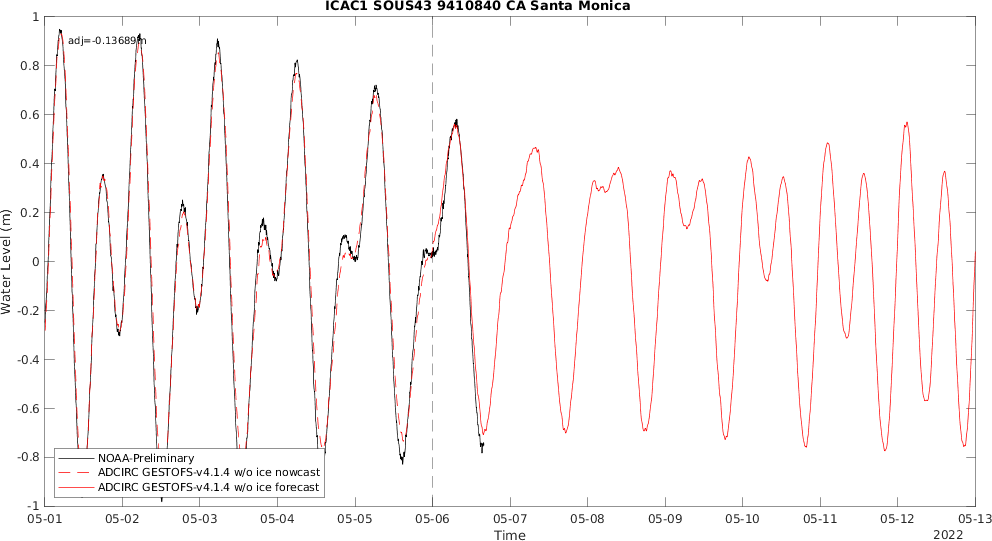 ICAC1 SOUS43 9410840 CA Santa Monica
adj=-0.13689m
1
0.8
0.6
0.4
0.2
0
-0.2
-0.4
-0.6
-0.8
-1
Water Level (m)
NOAA-Preliminary
ADCIRC GESTOFS-v4.1.4 w/o ice nowcast
ADCIRC GESTOFS-v4.1.4 w/o ice forecast
05-01 05-02 05-03 05-04 05-05 05-06 05-07 05-08 05-09 05-10 05-11 05-12 05-13
Time
2022